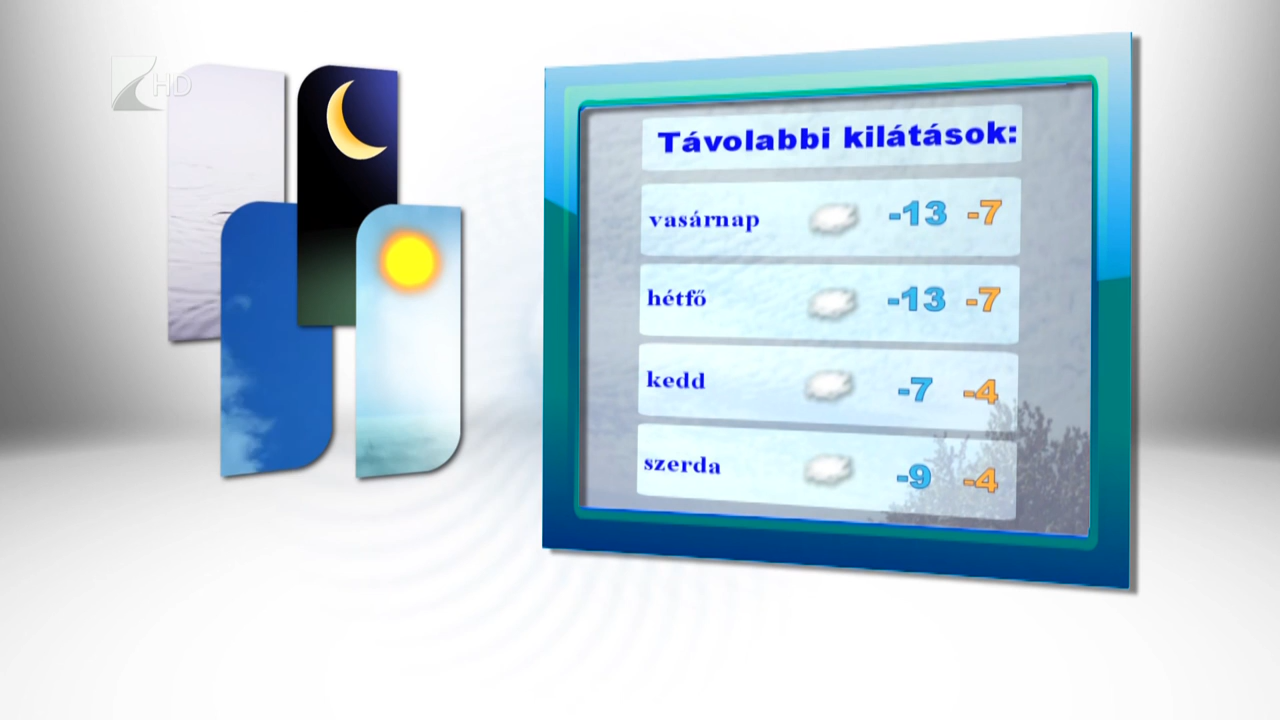 HD
Távolabbi kilátások:
vasárnap -13 -7
hétfő -13 -7
kedd -7 -4
szerda -9 -4